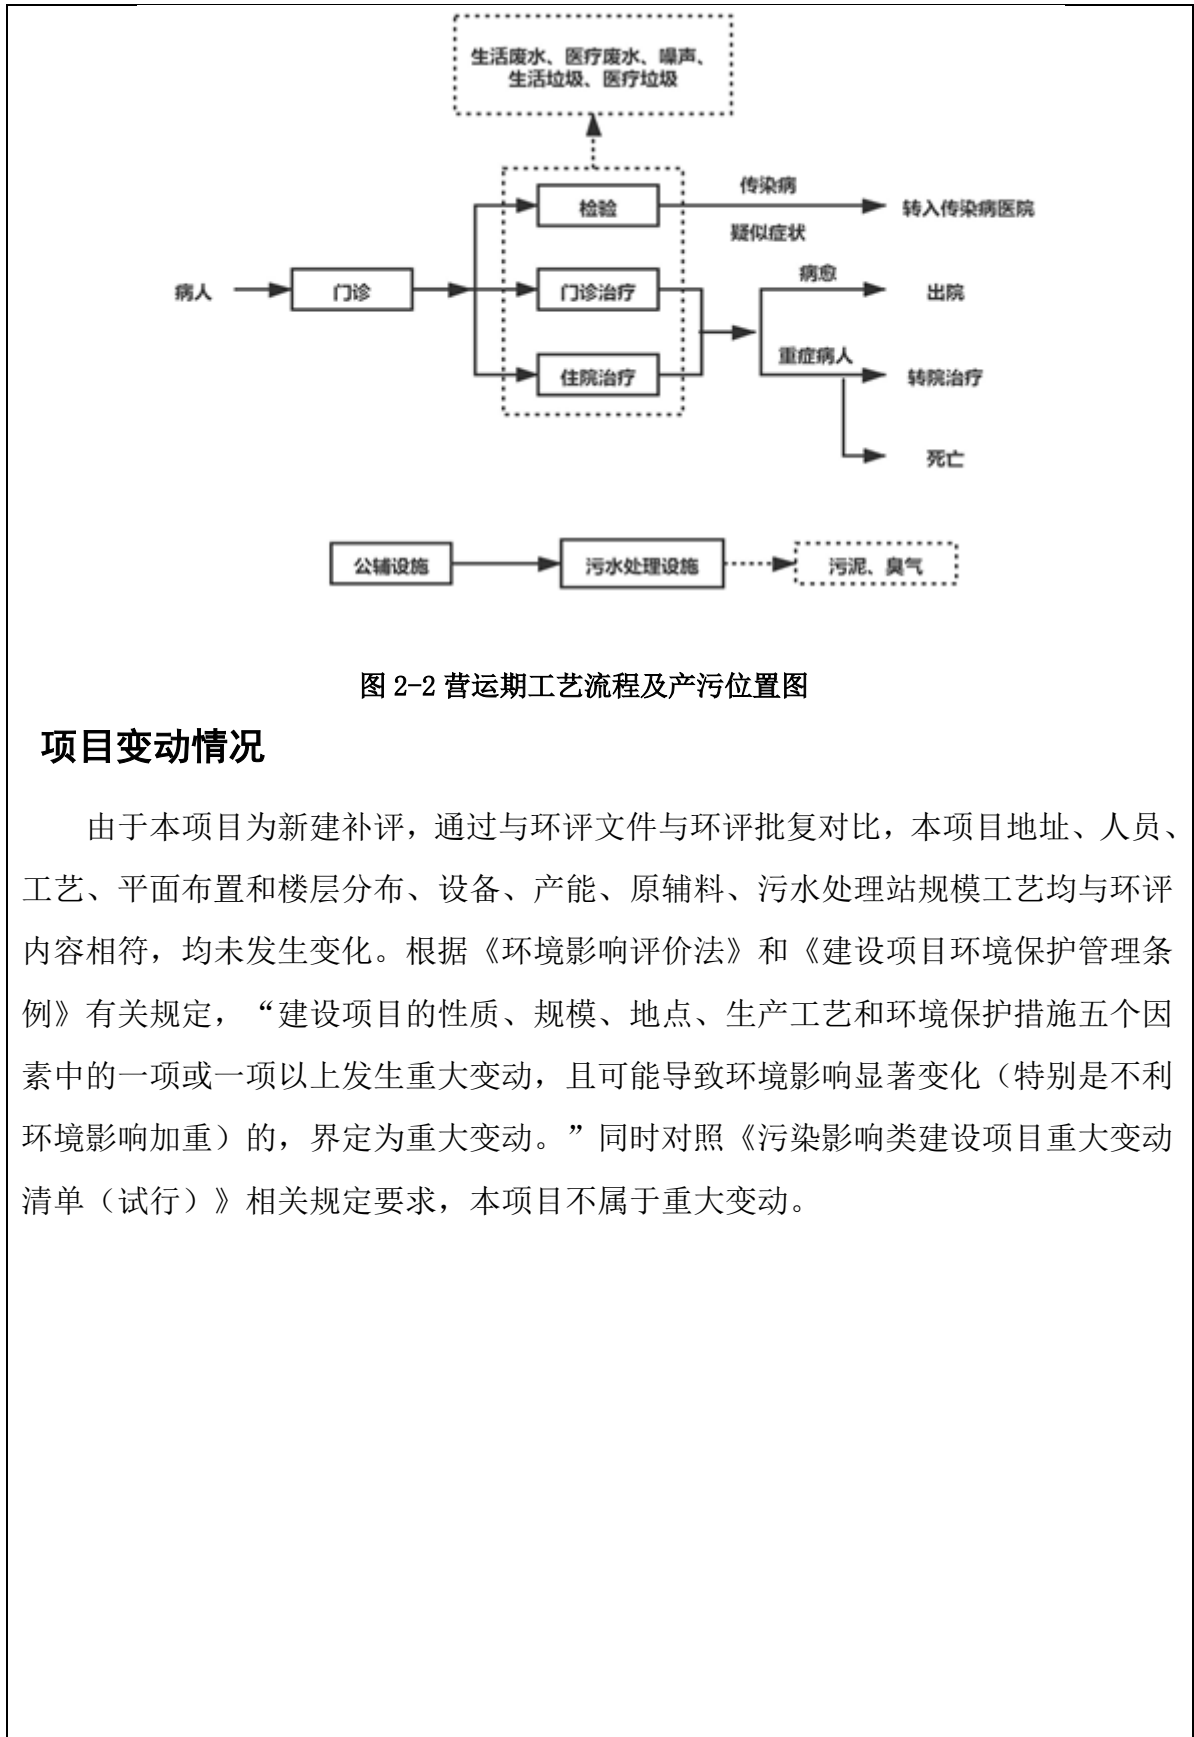 生活废水、医疗废水、噪声、
生活垃圾、医疗垃圾
传染病
检验
转入传染病医院
疑似症状
病愈
病人
门诊
门诊治疗
出院
重症病人
住院治疗
转院治疗
死亡
公辅设施
污水处理设施
污泥、臭气
图 2-2 营运期工艺流程及产污位置图
项目变动情况
由于本项目为新建补评，通过与环评文件与环评批复对比，本项目地址、人员、
工艺、平面布置和楼层分布、设备、产能、原辅料、污水处理站规模工艺均与环评
内容相符，均未发生变化。根据《环境影响评价法》和《建设项目环境保护管理条
例》有关规定，“建设项目的性质、规模、地点、生产工艺和环境保护措施五个因
素中的一项或一项以上发生重大变动，且可能导致环境影响显著变化（特别是不利
环境影响加重）的，界定为重大变动。”同时对照《污染影响类建设项目重大变动
清单（试行）》相关规定要求，本项目不属于重大变动。